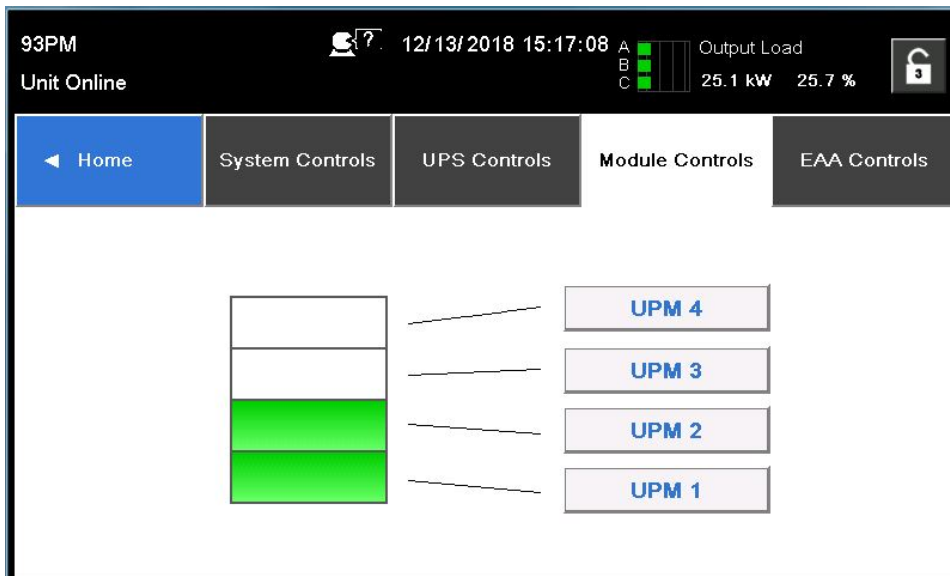 93PM
?
12/13/2018 15:17:08
A
B
C
Output Load
Unit Online
25.1 kW 25.7 %
3
◄ Home
System Controls
UPS Controls
Module Controls
EAA Controls
UPM 4
UPM 3
UPM 2
UPM 1